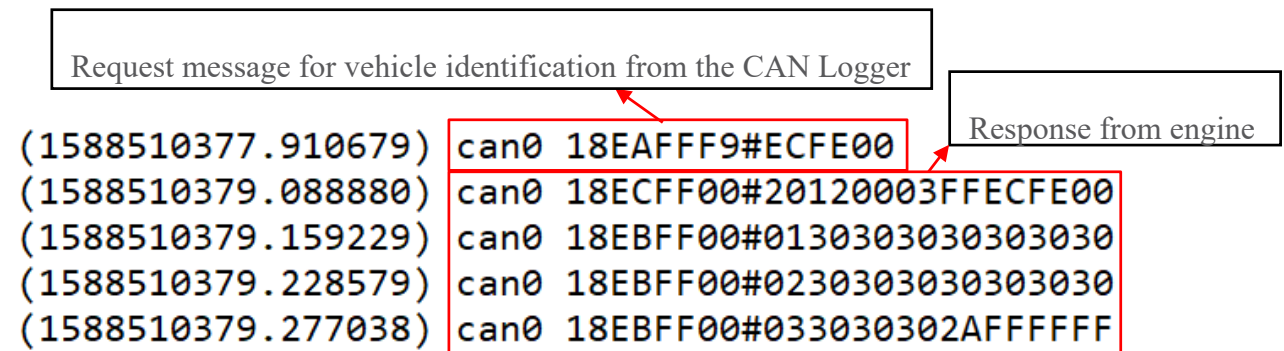 Request message for vehicle identification from the CAN Logger
Response from engine
(1588510377.910679) can0 18EAFFF9#ECFE00
(1588510379.088880) can0 18ECFF00#20120003FFECFE00
(1588510379.159229) can0 18EBFF00#0130303030303030
(1588510379.228579) can0 18EBFF00#0230303030303030
(1588510379.277038) can0 18EBFF00#033030302AFFFFFF